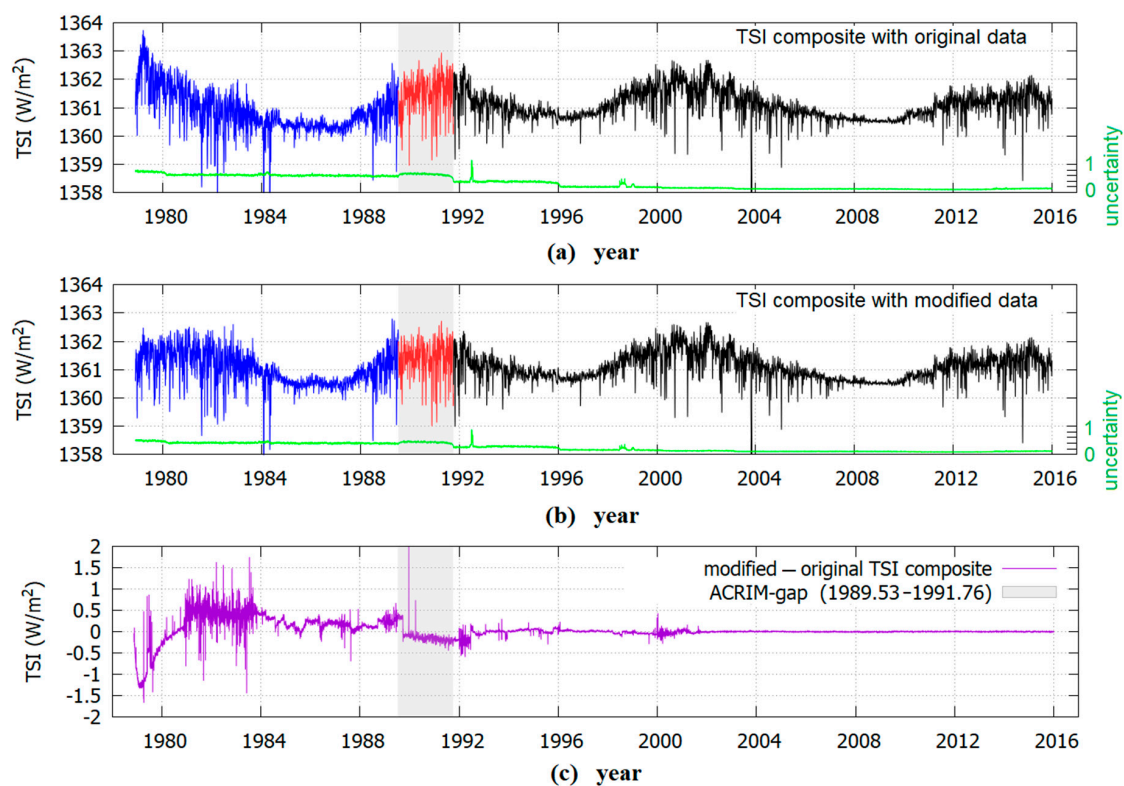 1364
1363
1362
1361
1360
1359
1358
TSI (W/m²)
TSI composite with original data
1
0
uncertainty
1980 1984 1988 1992 1996 2000 2004 2008 2012 2016
(a) year
1364
1363
1362
1361
1360
1359
1358
TSI (W/m²)
TSI composite with modified data
1
0
uncertainty
1980 1984 1988 1992 1996 2000 2004 2008 2012 2016
(b) year
2
1.5
1
0.5
0
-0.5
-1
-1.5
-2
TSI (W/m²)
modified – original TSI composite
ACRIM-gap (1989.53-1991.76)
1980 1984 1988 1992 1996 2000 2004 2008 2012 2016
(c) year